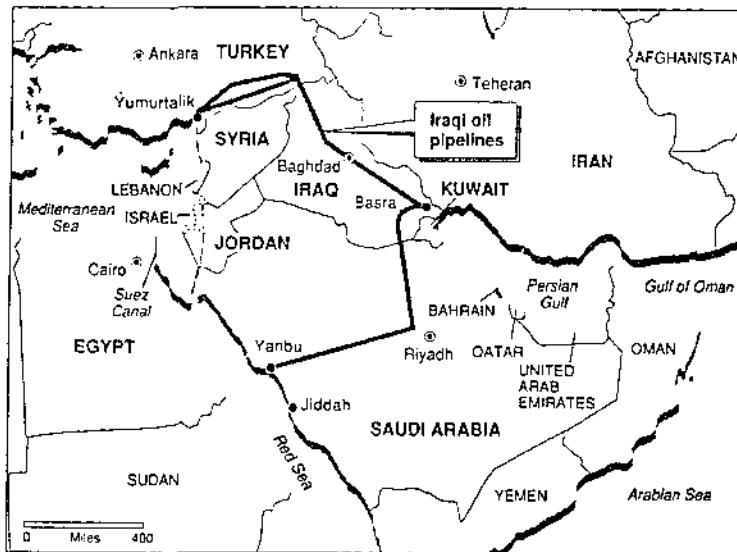 Ankara
TURKEY
Teheran
AFGHANISTAN
Yumurtalik
Iraqi oil
pipelines
SYRIA
Baghdad
IRAN
LEBANON
IRAQ
KUWAIT
Mediterranean
Sea
ISRAEL
Basra
JORDAN
Cairo
Suez
Canal
Persian
Gulf
Gulf of Oman
BAHRAIN
EGYPT
Yanbu
Riyadh
QATAR
OMAN
UNITED
ARAB
EMIRATES
Jiddah
SAUDI ARABIA
Red Sea
SUDAN
YEMEN
Arabian Sea
0 400
Miles